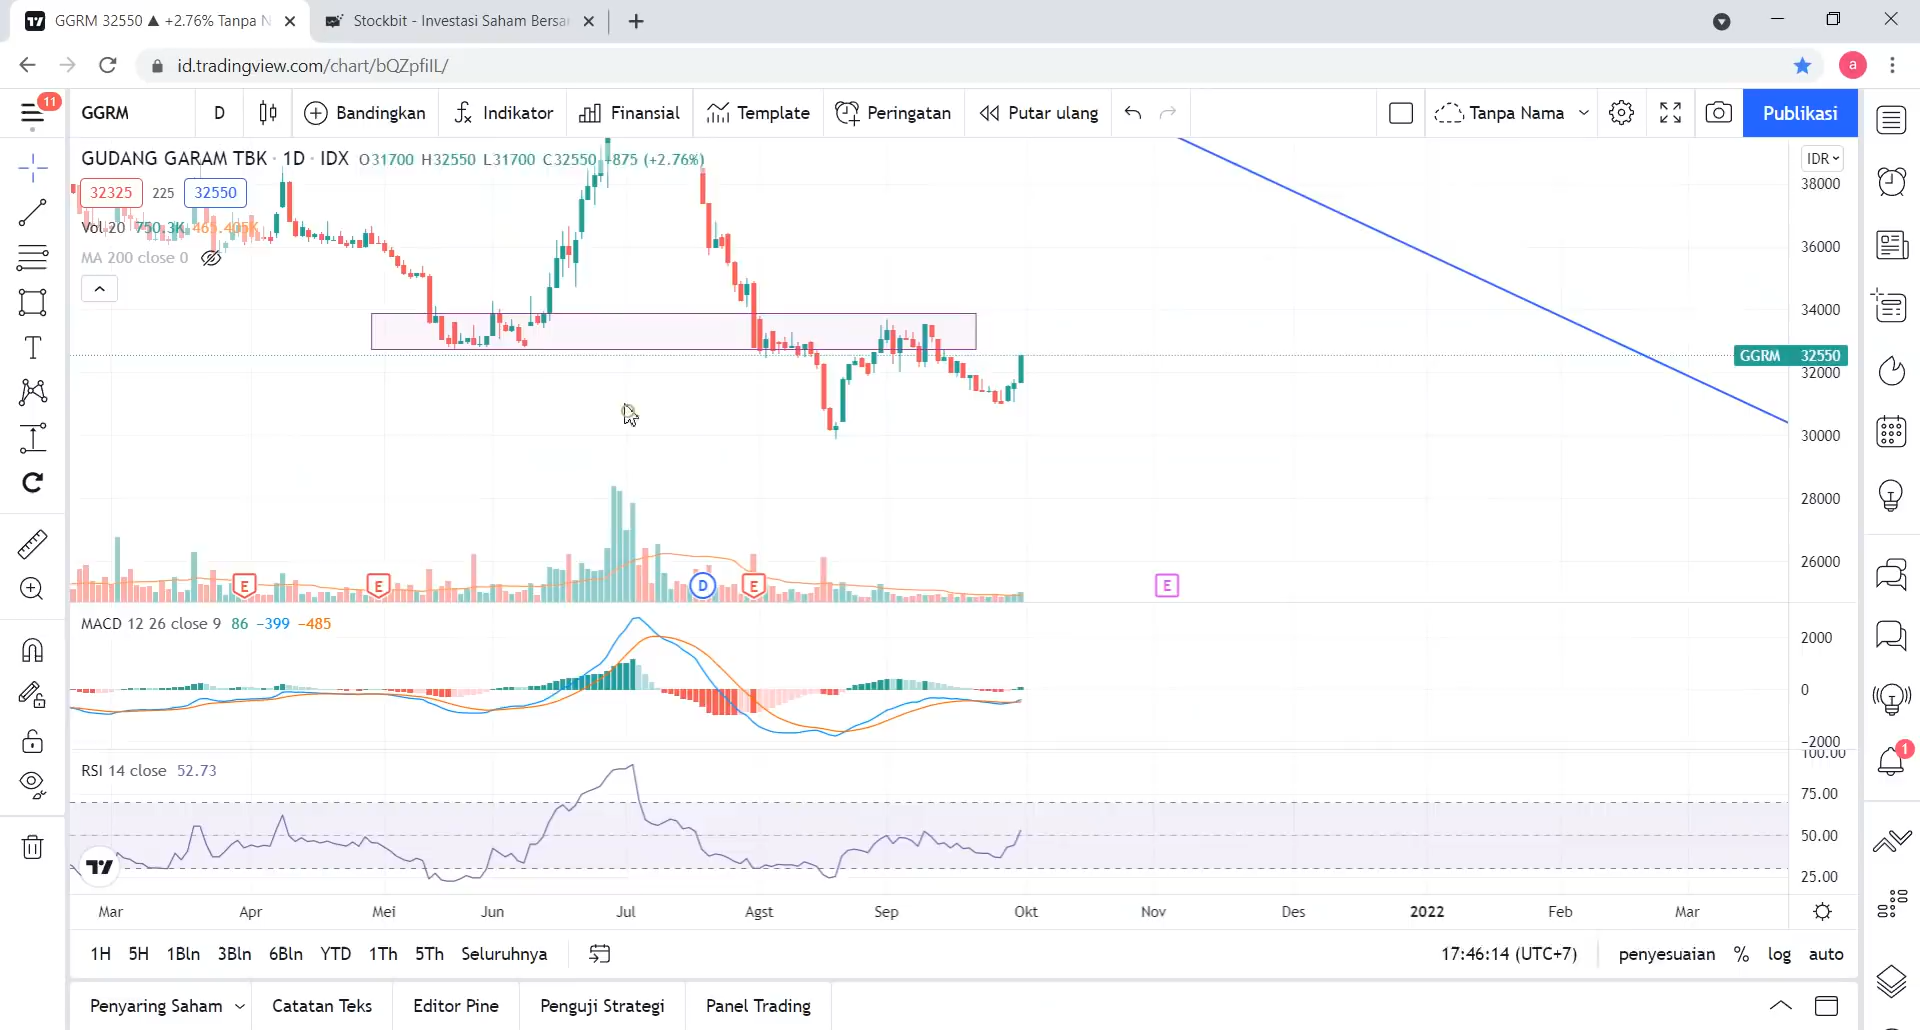 GGRM 32550 ▲ +2.76% Tanpa N
Stockbit - Investasi Saham Bersa
id.tradingview.com/chart/bQZpfiIL/
a
11
GGRM D Bandingkan Indikator Finansial Template Peringatan Putar ulang Tanpa Nama Publikasi
GUDANG GARAM TBK · 1D · IDX O31700 H32550 L31700 C32550 +875 (+2.76%)
IDR
32325 225 32550
Vol 20 750.3K 465.405K
MA 200 close 0
38000
36000
34000
GGRM 32550
32000
30000
28000
26000
E E D E E
MACD 12 26 close 9 86 −399 −485
2000
0
−2000
RSI 14 close 52.73
100.00
75.00
50.00
25.00
1
Mar Apr Mei Jun Jul Agst Sep Okt Nov Des 2022 Feb Mar
1H 5H 1Bln 3Bln 6Bln YTD 1Th 5Th Seluruhnya 17:46:14 (UTC+7) penyesuaian % log auto
Penyaring Saham Catatan Teks Editor Pine Penguji Strategi Panel Trading